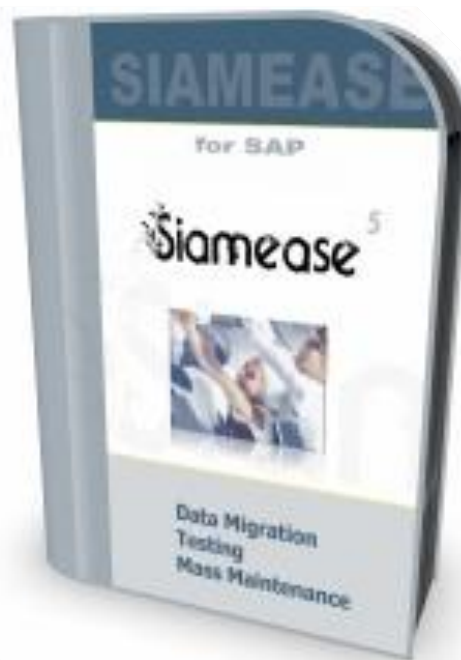 SIAMEASE
for SAP
Siamease 5
Data Migration
Testing
Mass Maintenance